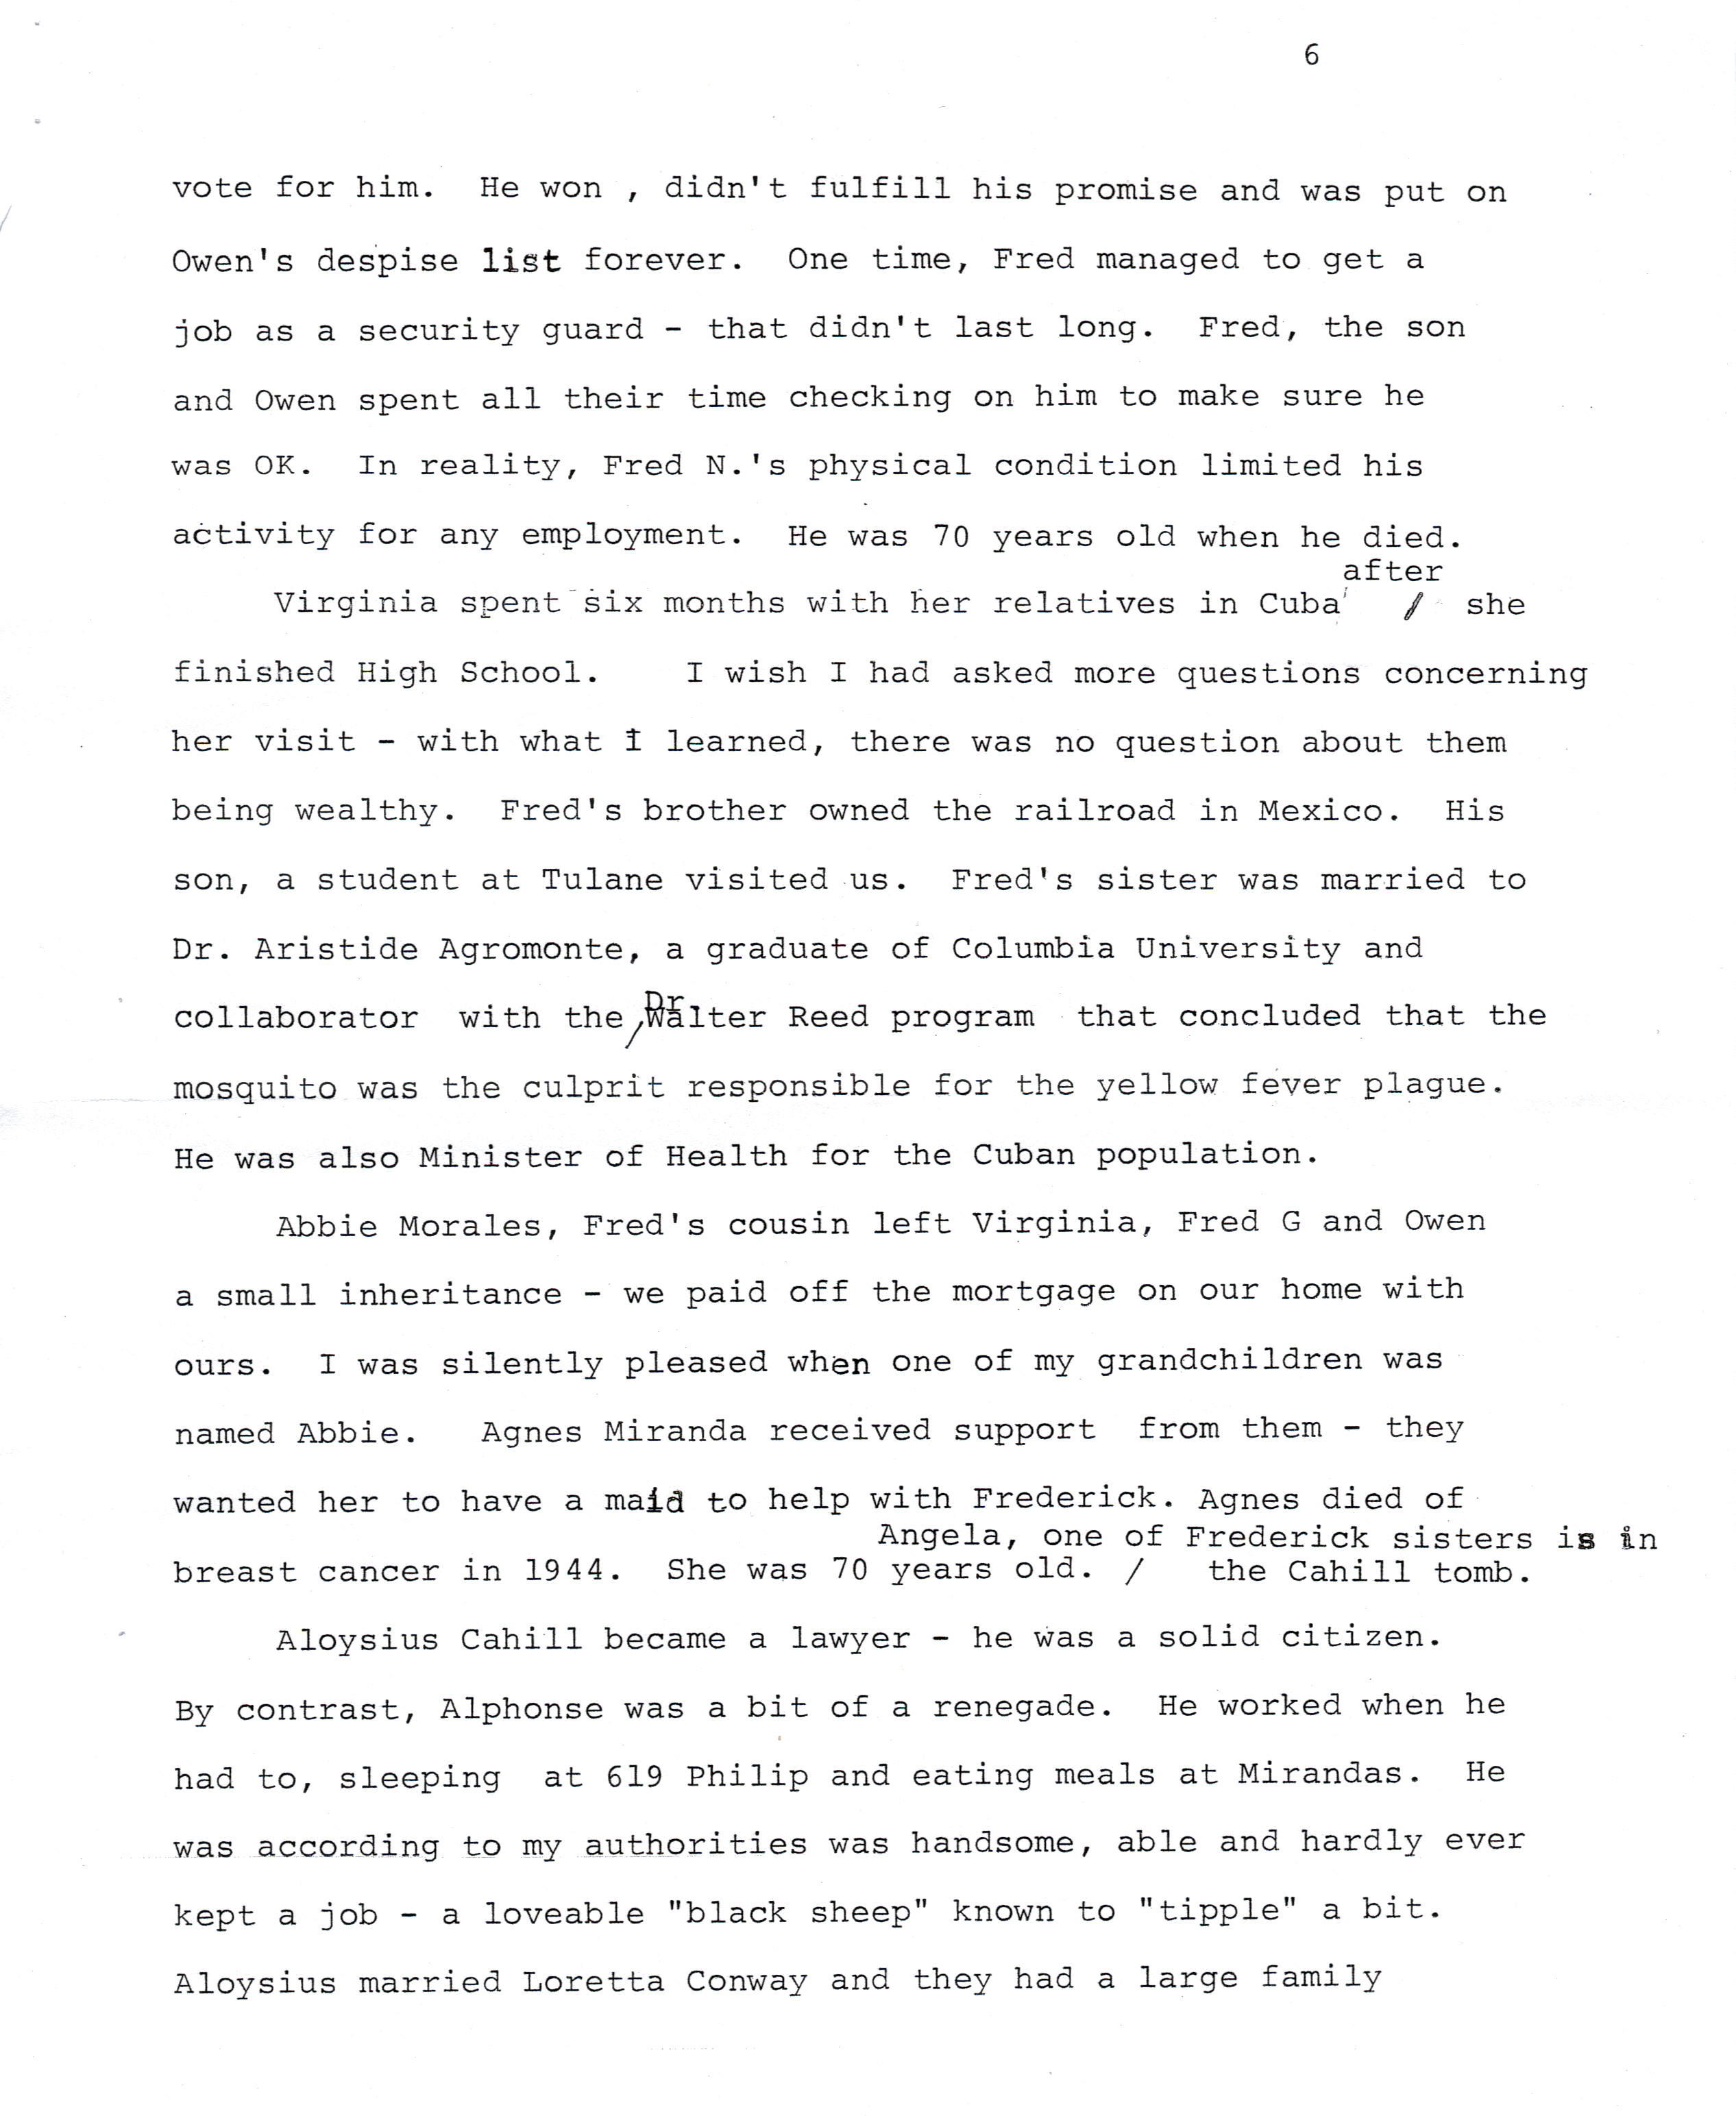 6
vote for him.  He won , didn't fulfill his promise and was put on
Owen's despise list forever.  One time, Fred managed to get a
job as a security guard - that didn't last long.  Fred, the son
and Owen spent all their time checking on him to make sure he
was OK.  In reality, Fred N.'s physical condition limited his
activity for any employment.  He was 70 years old when he died.
after
Virginia spent six months with her relatives in Cuba / she
finished High School.    I wish I had asked more questions concerning
her visit - with what I learned, there was no question about them
being wealthy.  Fred's brother owned the railroad in Mexico.  His
son, a student at Tulane visited us.  Fred's sister was married to
Dr. Aristide Agromonte, a graduate of Columbia University and
Dr
collaborator  with the / Walter Reed program  that concluded that the
mosquito was the culprit responsible for the yellow fever plague.
He was also Minister of Health for the Cuban population.
Abbie Morales, Fred's cousin left Virginia, Fred G and Owen
a small inheritance - we paid off the mortgage on our home with
ours.  I was silently pleased when one of my grandchildren was
named Abbie.   Agnes Miranda received support  from them - they
wanted her to have a maid to help with Frederick. Agnes died of
Angela, one of Frederick sisters is in
breast cancer in 1944.  She was 70 years old. /   the Cahill tomb.
Aloysius Cahill became a lawyer - he was a solid citizen.
By contrast, Alphonse was a bit of a renegade.  He worked when he
had to, sleeping  at 619 Philip and eating meals at Mirandas.  He
was according to my authorities was handsome, able and hardly ever
kept a job - a loveable "black sheep" known to "tipple" a bit.
Aloysius married Loretta Conway and they had a large family